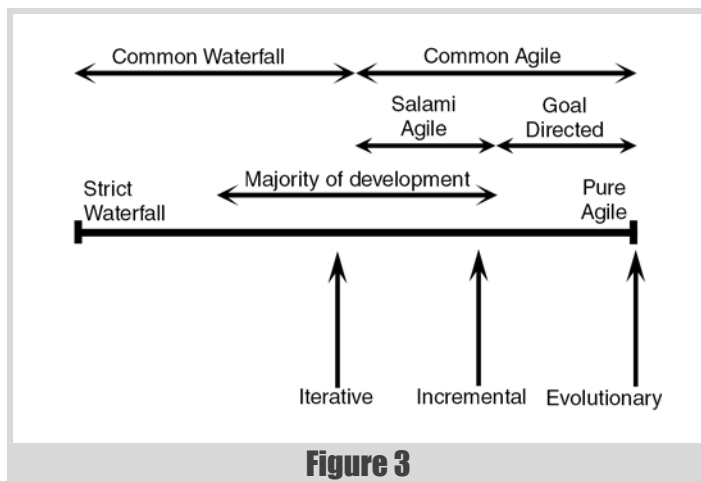 Common Waterfall Common Agile
Salami Goal
Agile Directed
Majority of development
Strict Pure
Waterfall Agile
Iterative Incremental Evolutionary
Figure 3